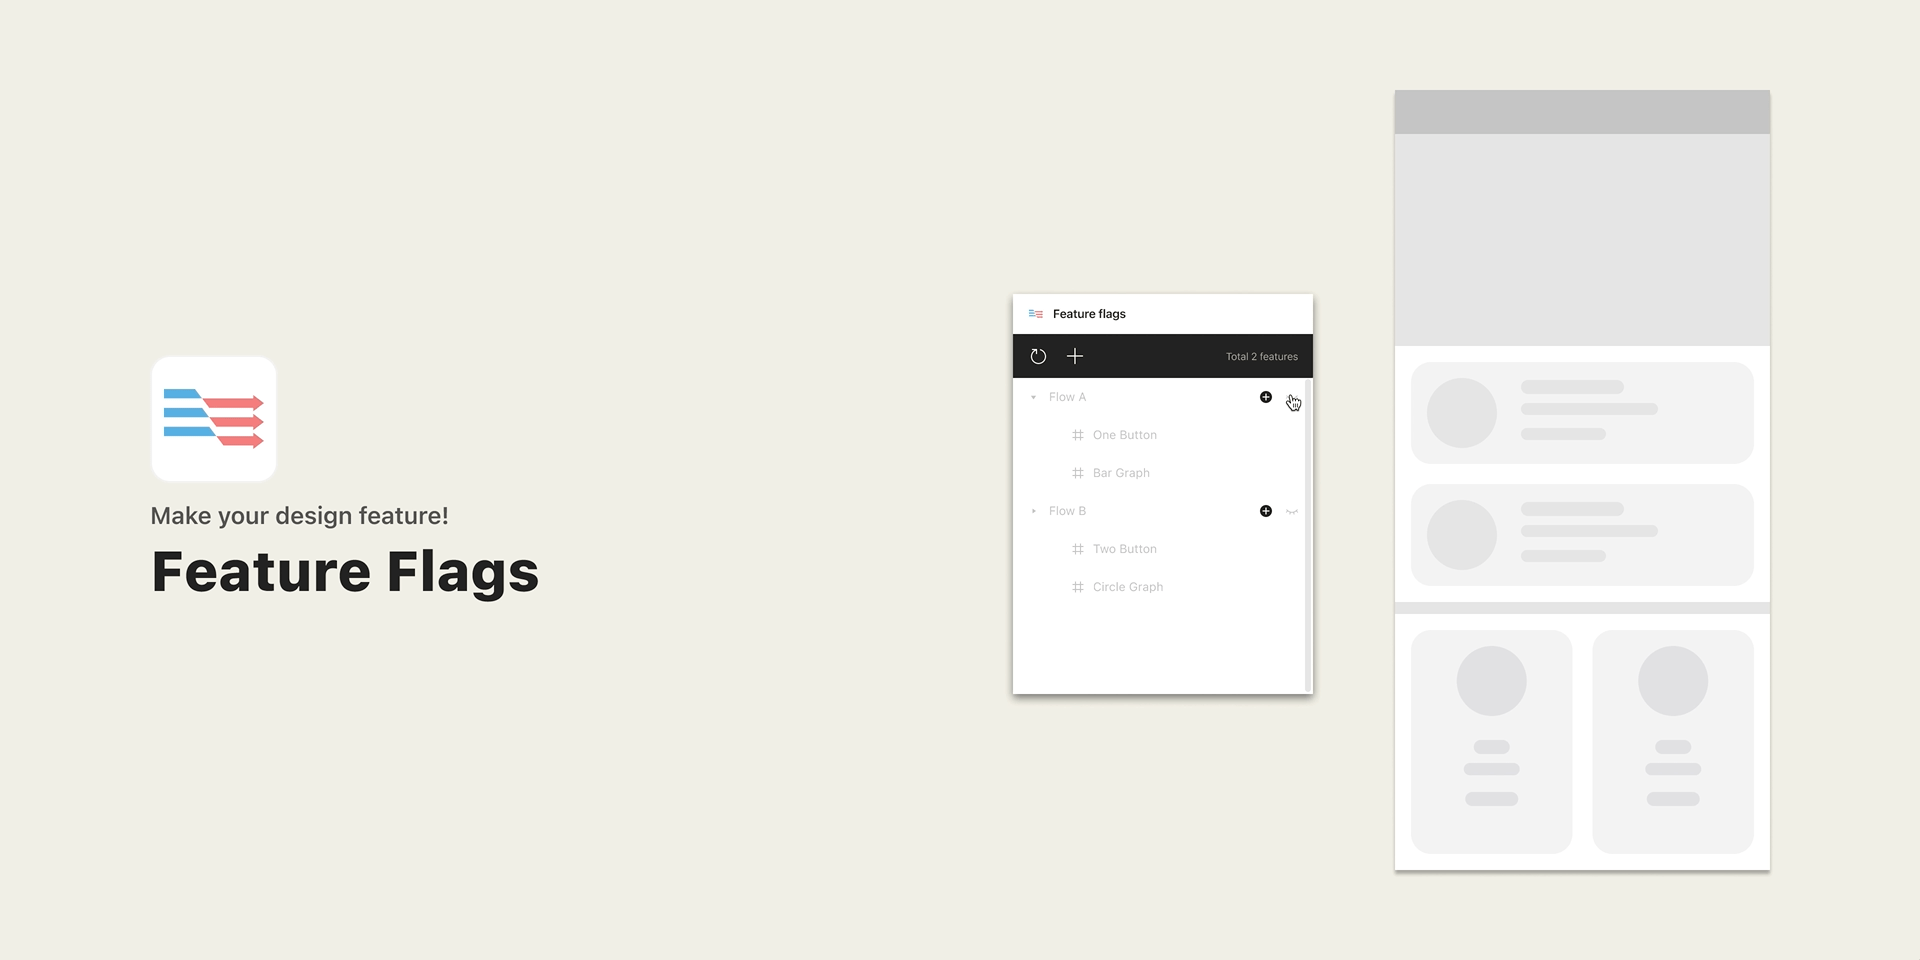 Make your design feature!
Feature Flags
Feature flags
Total 2 features
Flow A
One Button
Bar Graph
Flow B
Two Button
Circle Graph